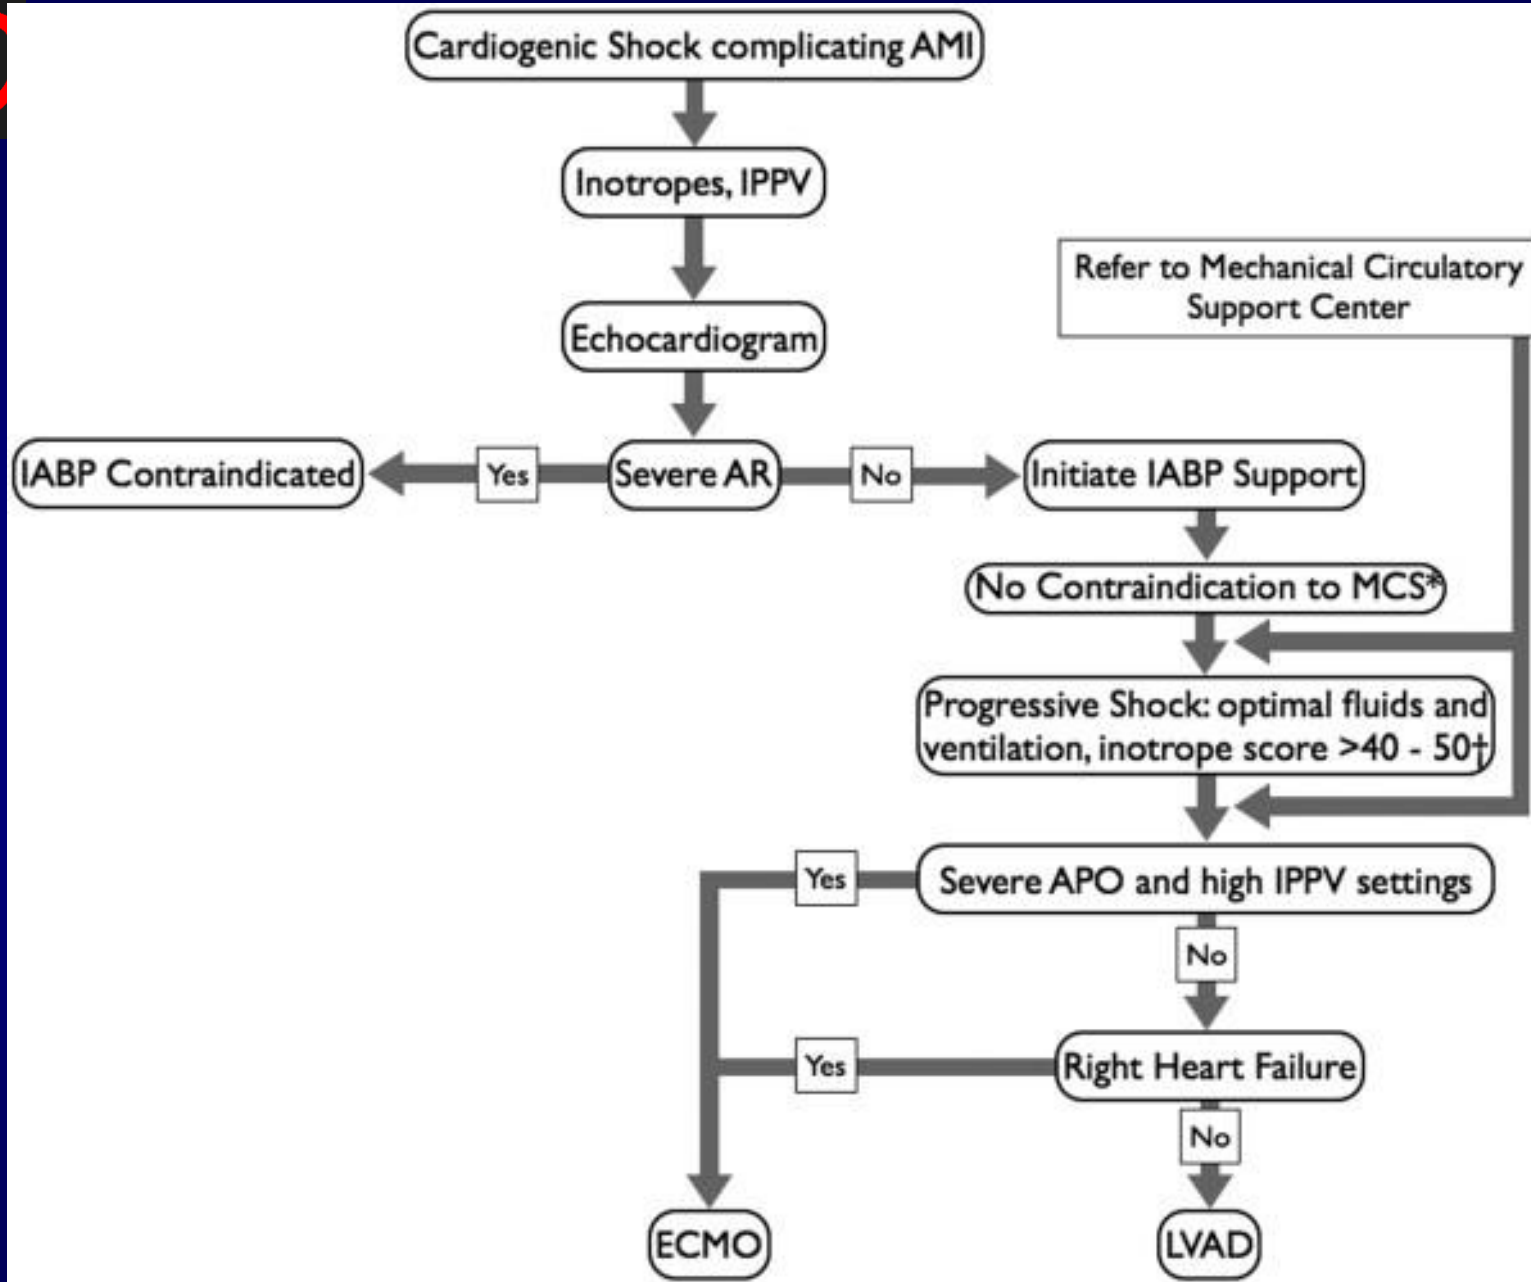 Cardiogenic Shock complicating AMI
Inotropes, IPPV
Refer to Mechanical Circulatory
Support Center
Echocardiogram
IABP Contraindicated
Yes
Severe AR
No
Initiate IABP Support
No Contraindication to MCS*
Progressive Shock: optimal fluids and
ventilation, inotrope score >40 - 50†
Yes
Severe APO and high IPPV settings
No
Yes
Right Heart Failure
No
ECMO
LVAD